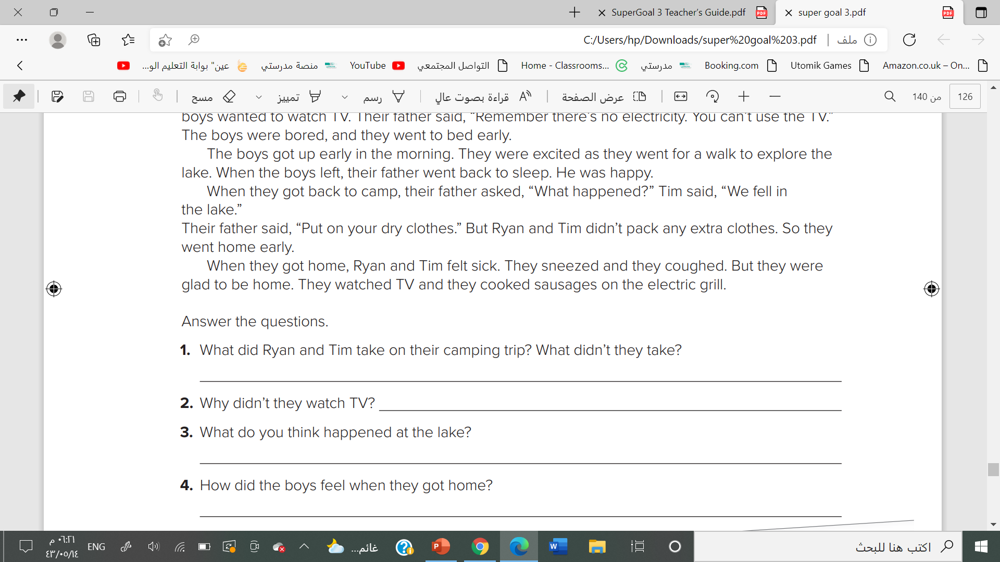 SuperGoal 3 Teacher's Guide.pdf
super goal 3.pdf
C:/Users/hp/Downloads/super%20goal%203.pdf | ملف
عين" بوابة التعليم الو...
منصة مدرستي
YouTube
التواصل المجتمعي
Home - Classrooms...
مدرستي
Booking.com
Utomik Games
Amazon.co.uk – On...
مسح
تمييز
رسم
قراءة بصوت عالٍ
عرض الصفحة
من 140
126
boys wanted to watch TV. Their father said, “Remember there’s no electricity. You can’t use the TV.”
The boys were bored, and they went to bed early.
The boys got up early in the morning. They were excited as they went for a walk to explore the
lake. When the boys left, their father went back to sleep. He was happy.
When they got back to camp, their father asked, “What happened?” Tim said, “We fell in
the lake.”
Their father said, “Put on your dry clothes.” But Ryan and Tim didn’t pack any extra clothes. So they
went home early.
When they got home, Ryan and Tim felt sick. They sneezed and they coughed. But they were
glad to be home. They watched TV and they cooked sausages on the electric grill.
Answer the questions.
1. What did Ryan and Tim take on their camping trip? What didn’t they take?
2. Why didn’t they watch TV?
3. What do you think happened at the lake?
4. How did the boys feel when they got home?
٠٦:٢١ م
٤٣/٠٥/١٤
ENG
غائم...
اكتب هنا للبحث